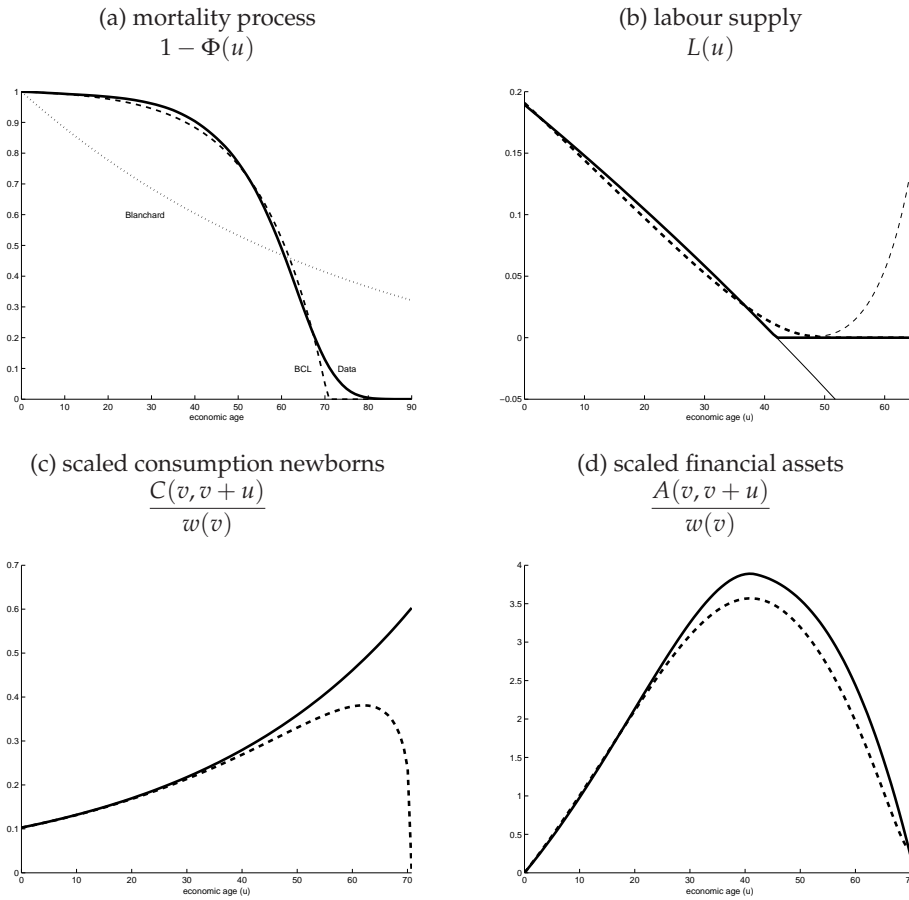 (a) mortality process
1 − Φ(u)
1
0.9
0.8
0.7
0.6
0.5
0.4
0.3
0.2
0.1
0
Blanchard
BCL
Data
0 10 20 30 40 50 60 70 80 90
economic age
(b) labour supply
L(u)
0.2
0.15
0.1
0.05
0
−0.05
0 10 20 30 40 50 60
economic age (u)
(c) scaled consumption newborns
C(v, v + u)
w(v)
0.7
0.6
0.5
0.4
0.3
0.2
0.1
0
0 10 20 30 40 50 60 70
economic age (u)
(d) scaled financial assets
A(v, v + u)
w(v)
4
3.5
3
2.5
2
1.5
1
0.5
0
0 10 20 30 40 50 60 70
economic age (u)